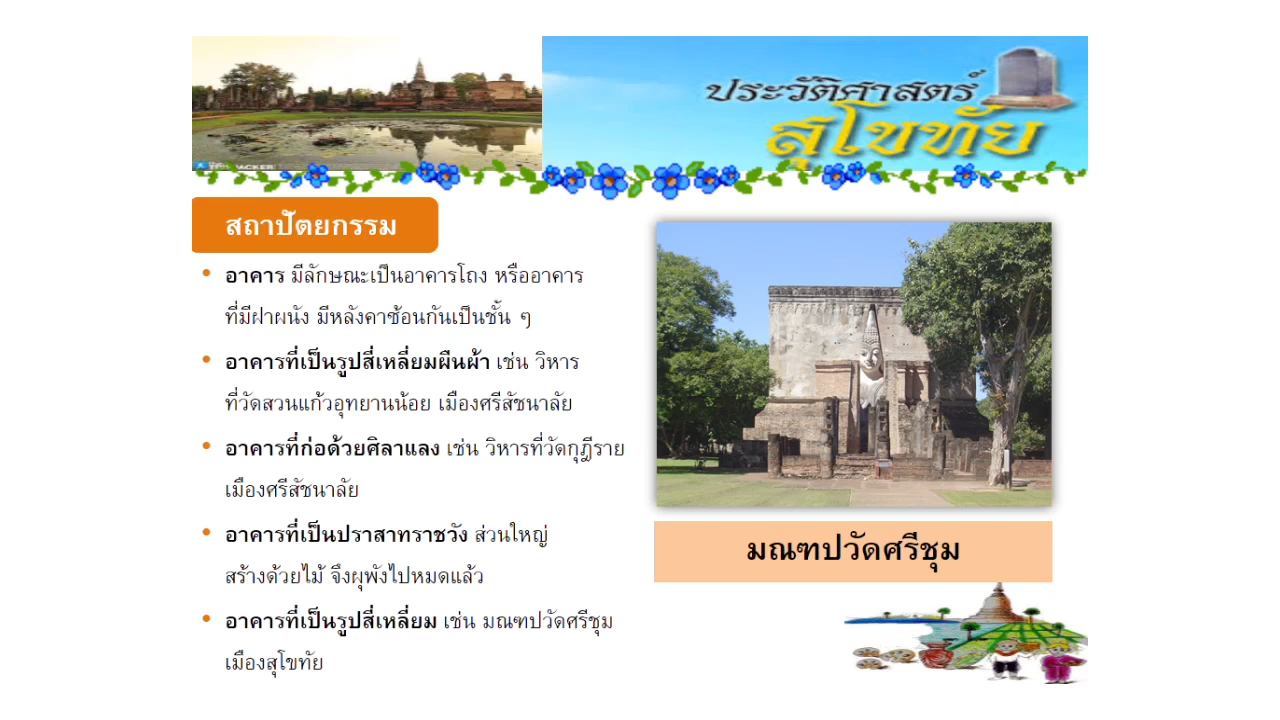 ประวัติศาสตร์
สุโขทัย
สถาปัตยกรรม
• อาคาร มีลักษณะเป็นอาคารโถง หรืออาคาร
ที่มีฝาผนัง มีหลังคาซ้อนกันเป็นชั้น ๆ
• อาคารที่เป็นรูปสี่เหลี่ยมผืนผ้า เช่น วิหาร
ที่วัดสวนแก้วอุทยานน้อย เมืองศรีสัชนาลัย
• อาคารที่ก่อด้วยศิลาแลง เช่น วิหารที่วัดกุฎีราย
เมืองศรีสัชนาลัย
• อาคารที่เป็นปราสาทราชวัง ส่วนใหญ่
สร้างด้วยไม้ จึงผุพังไปหมดแล้ว
• อาคารที่เป็นรูปสี่เหลี่ยม เช่น มณฑปวัดศรีชุม
เมืองสุโขทัย
มณฑปวัดศรีชุม